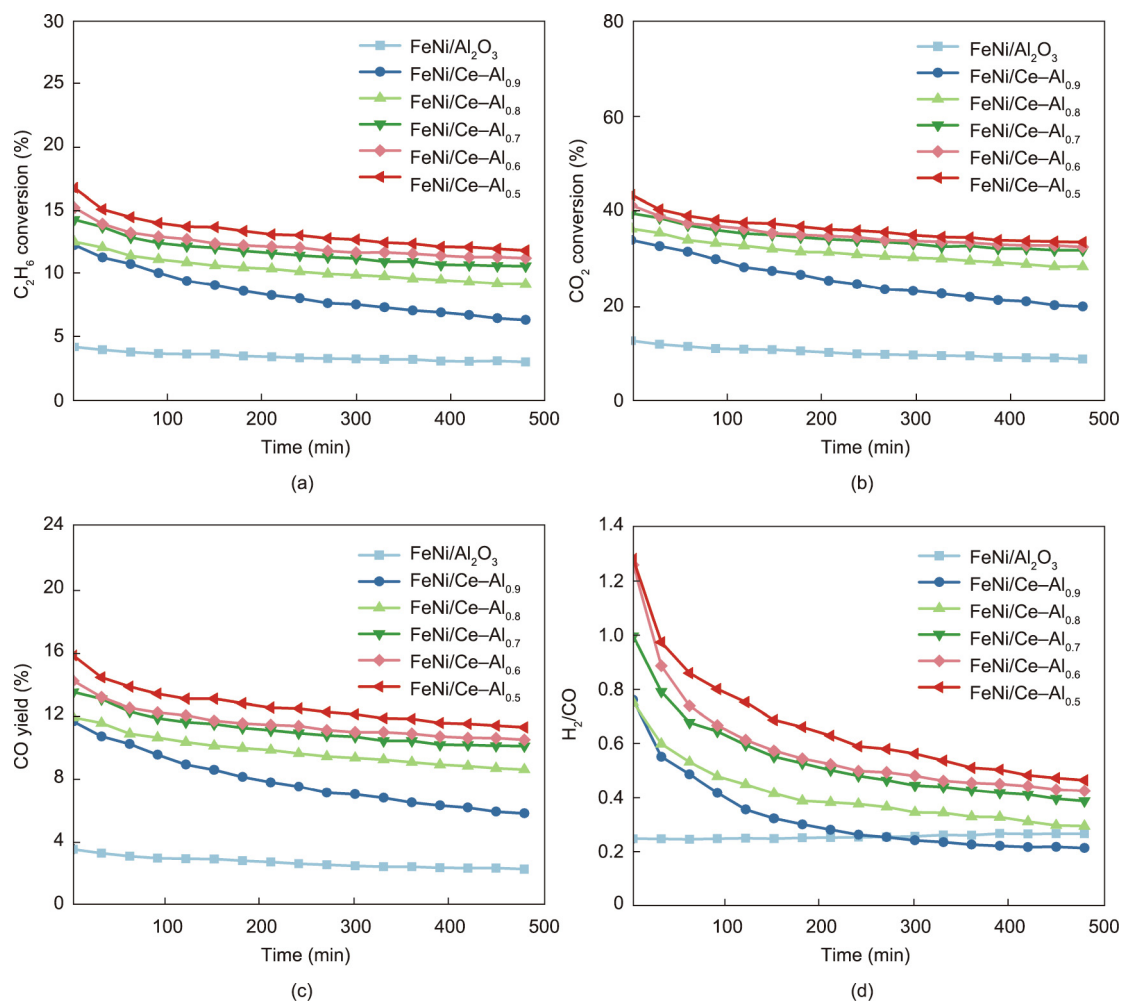 30
25
20
15
10
5
0
C₂H₆ conversion (%)
FeNi/Al₂O₃
FeNi/Ce–Al₀.₉
FeNi/Ce–Al₀.₈
FeNi/Ce–Al₀.₇
FeNi/Ce–Al₀.₆
FeNi/Ce–Al₀.₅
100 200 300 400 500
Time (min)
(a)
80
60
40
20
0
CO₂ conversion (%)
FeNi/Al₂O₃
FeNi/Ce–Al₀.₉
FeNi/Ce–Al₀.₈
FeNi/Ce–Al₀.₇
FeNi/Ce–Al₀.₆
FeNi/Ce–Al₀.₅
100 200 300 400 500
Time (min)
(b)
24
20
16
12
8
4
0
CO yield (%)
FeNi/Al₂O₃
FeNi/Ce–Al₀.₉
FeNi/Ce–Al₀.₈
FeNi/Ce–Al₀.₇
FeNi/Ce–Al₀.₆
FeNi/Ce–Al₀.₅
100 200 300 400 500
Time (min)
(c)
1.4
1.2
1.0
0.8
0.6
0.4
0.2
0
H₂/CO
FeNi/Al₂O₃
FeNi/Ce–Al₀.₉
FeNi/Ce–Al₀.₈
FeNi/Ce–Al₀.₇
FeNi/Ce–Al₀.₆
FeNi/Ce–Al₀.₅
100 200 300 400 500
Time (min)
(d)